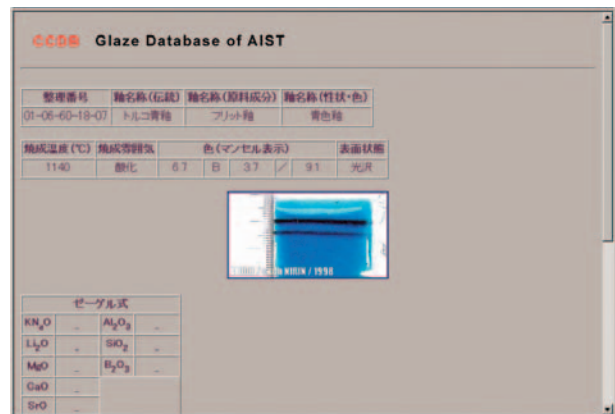 CCDB Glaze Database of AIST
整理番号 釉名称(伝統) 釉名称(原料成分) 釉名称(性状・色)
01-06-60-18-07 トルコ青釉 フリット釉 青色釉
焼成温度(℃) 焼成雰囲気 色(マンセル表示) 表面状態
1140 酸化 6.7 B 3.7 / 9.1 光沢
NIRIN / 1998
ゼーゲル式
KNaO - Al2O3 -
Li2O - SiO2 -
MgO - B2O3 -
CaO -
SrO -